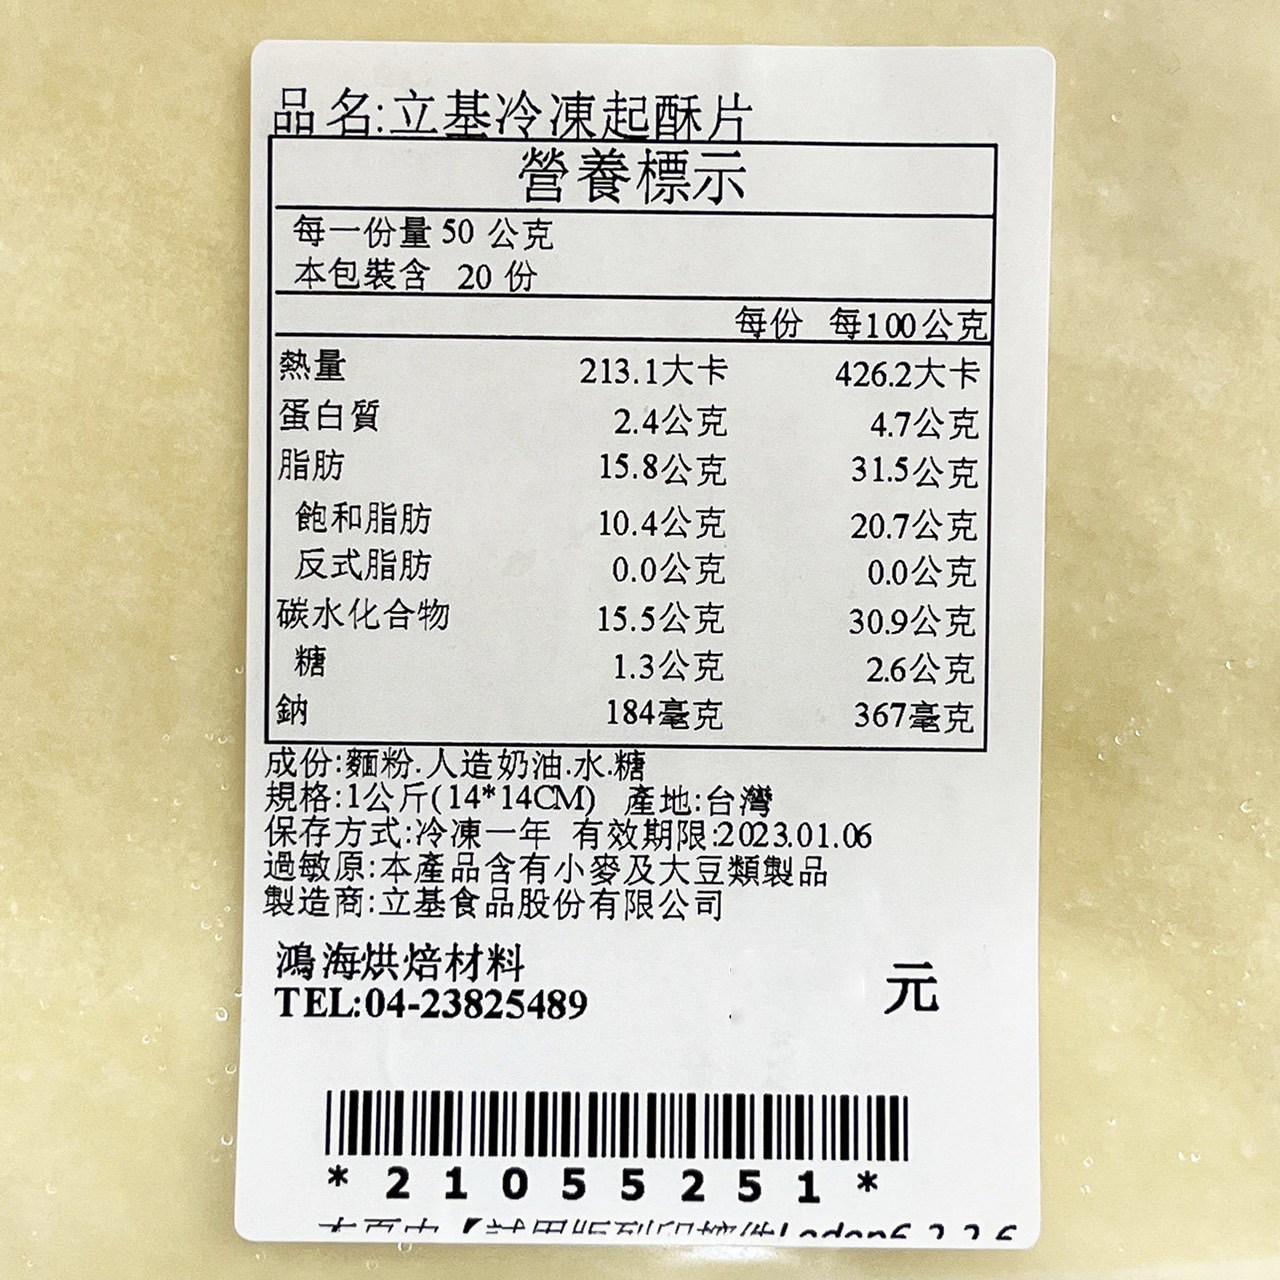 品名:立基冷凍起酥片
營養標示
每一份量 50 公克
本包裝含 20 份
每份 每100公克
熱量 213.1大卡 426.2大卡
蛋白質 2.4公克 4.7公克
脂肪 15.8公克 31.5公克
飽和脂肪 10.4公克 20.7公克
反式脂肪 0.0公克 0.0公克
碳水化合物 15.5公克 30.9公克
糖 1.3公克 2.6公克
鈉 184毫克 367毫克
成份:麵粉.人造奶油.水.糖
規格:1公斤(14*14CM) 產地:台灣
保存方式:冷凍一年 有效期限:2023.01.06
過敏原:本產品含有小麥及大豆類製品
製造商:立基食品股份有限公司
鴻海烘焙材料
TEL:04-23825489
元
*21055251*